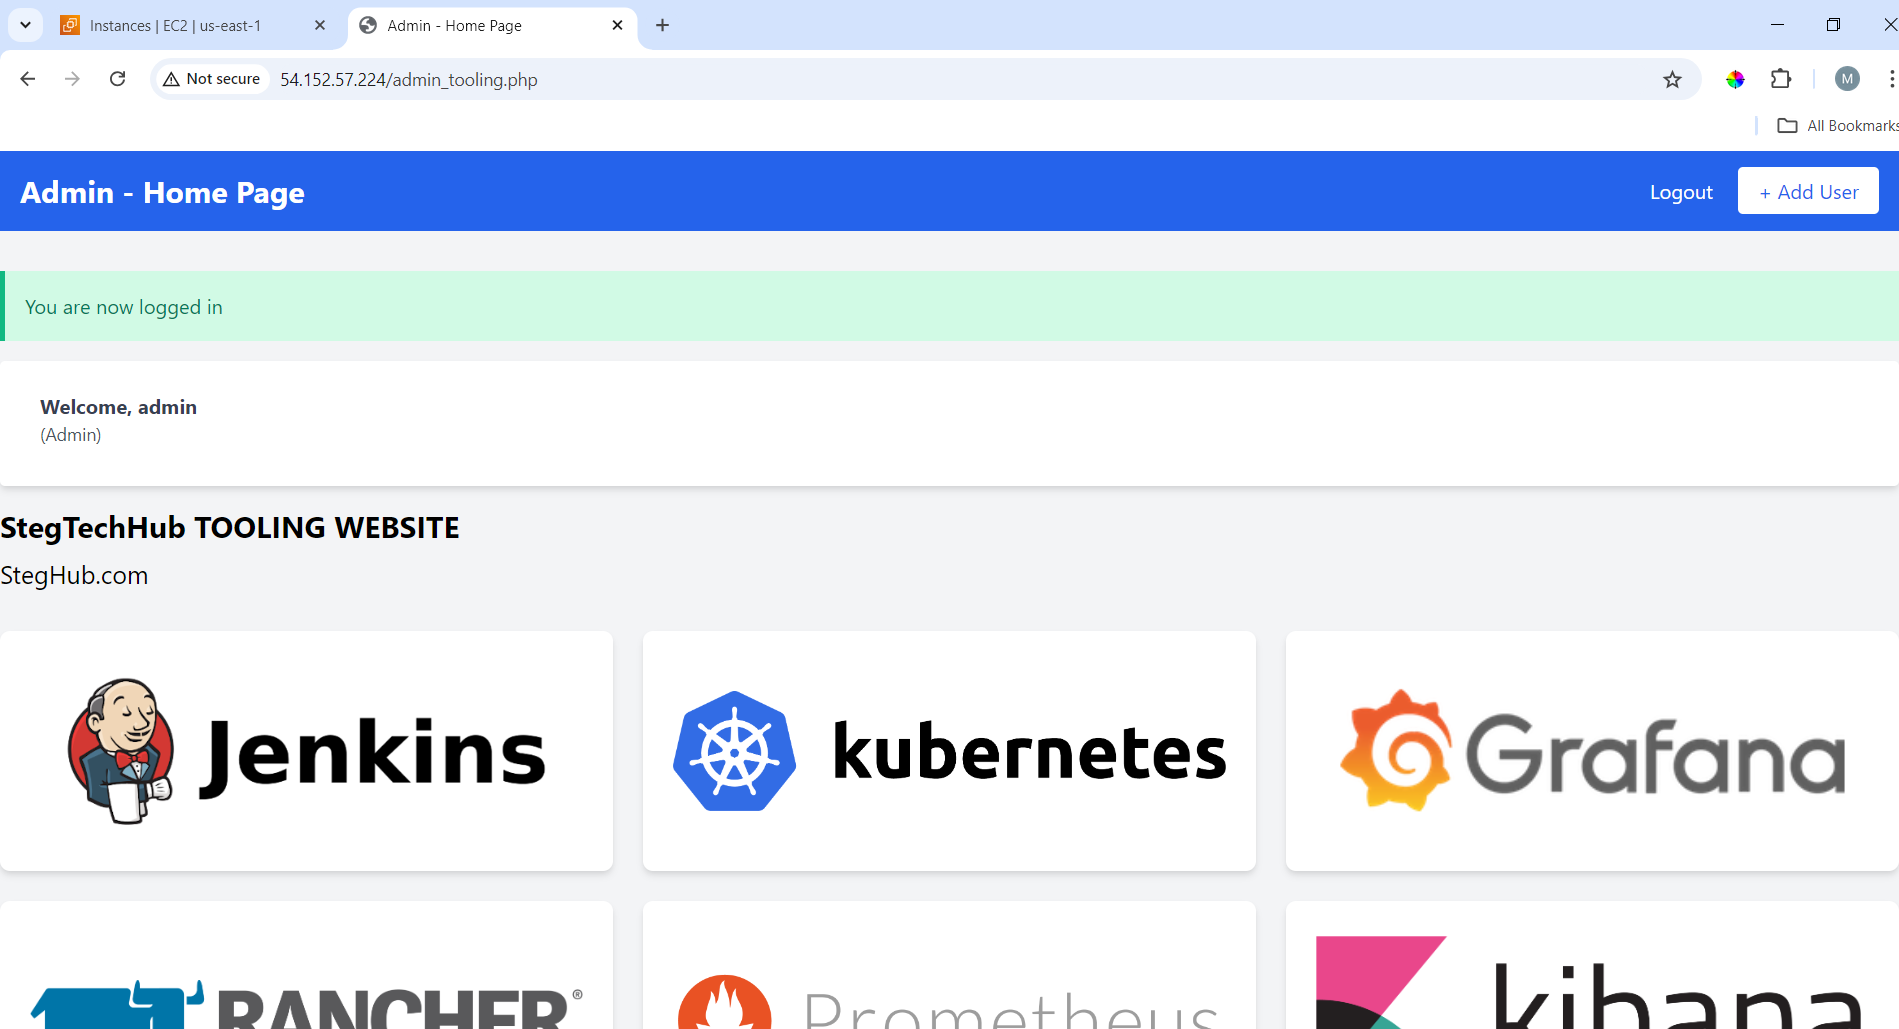 Instances | EC2 | us-east-1
Admin - Home Page
Not secure
54.152.57.224/admin_tooling.php
M
All Bookmarks
Admin - Home Page
Logout
+ Add User
You are now logged in
Welcome, admin
(Admin)
StegTechHub TOOLING WEBSITE
StegHub.com
Jenkins
kubernetes
Grafana
RANCHER®
Prometheus
kibana